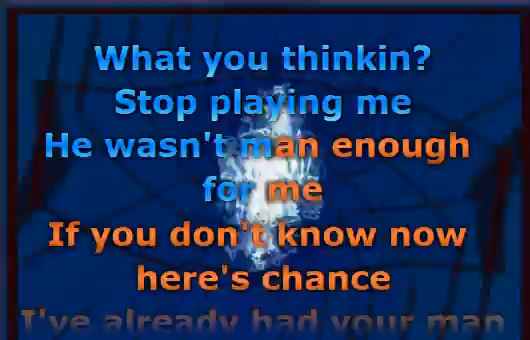 What you thinkin?
Stop playing me
He wasn't man enough
for me
If you don't know now
here's chance
I've already had your man